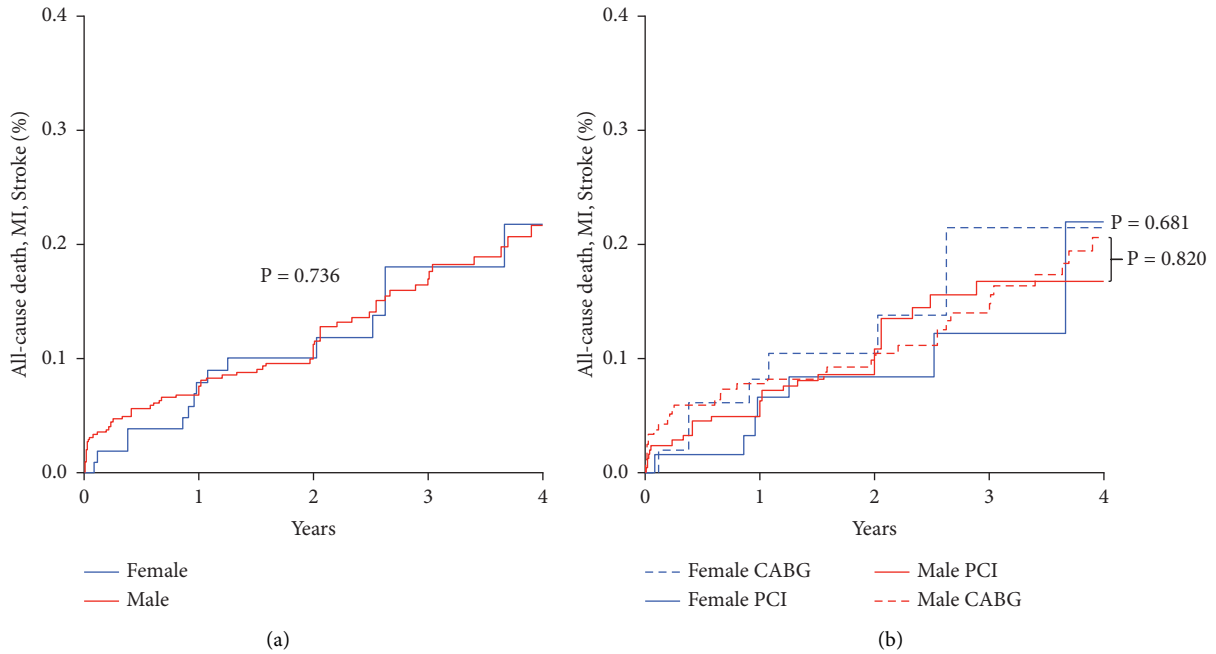 All-cause death, MI, Stroke (%)
0.4
0.3
0.2
0.1
0.0
P = 0.736
0 1 2 3 4
Years
Female
Male
(a)
All-cause death, MI, Stroke (%)
0.4
0.3
0.2
0.1
0.0
P = 0.681
P = 0.820
0 1 2 3 4
Years
Female CABG
Female PCI
Male PCI
Male CABG
(b)